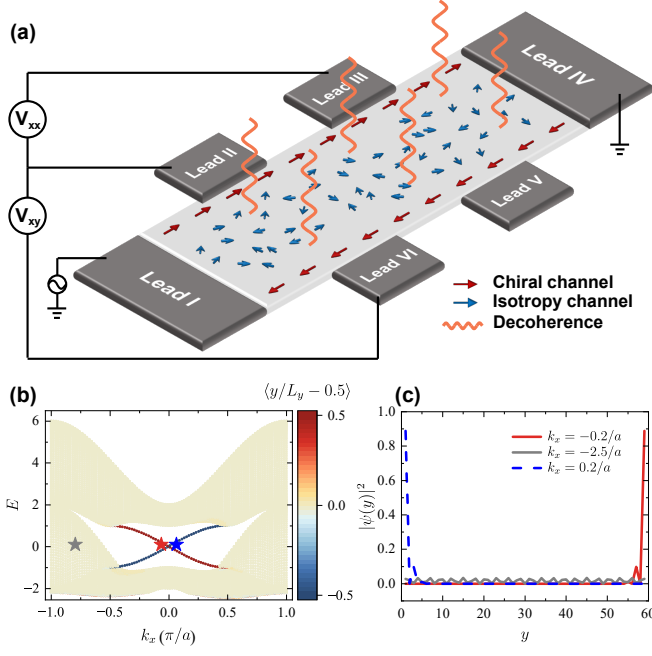 (a)
Lead IV
Lead III
V_xx
Lead II
V_xy
Lead V
Lead I
Lead VI
Chiral channel
Isotropy channel
Decoherence
(b)
⟨y/L_y − 0.5⟩
6
4
2
0
−2
E
−1.0
−0.5
0.0
0.5
1.0
k_x (π/a)
0.5
0.0
−0.5
(c)
1.0
0.8
0.6
0.4
0.2
0.0
|ψ(y)|²
k_x = −0.2/a
k_x = −2.5/a
k_x = 0.2/a
0
10
20
30
40
50
60
y